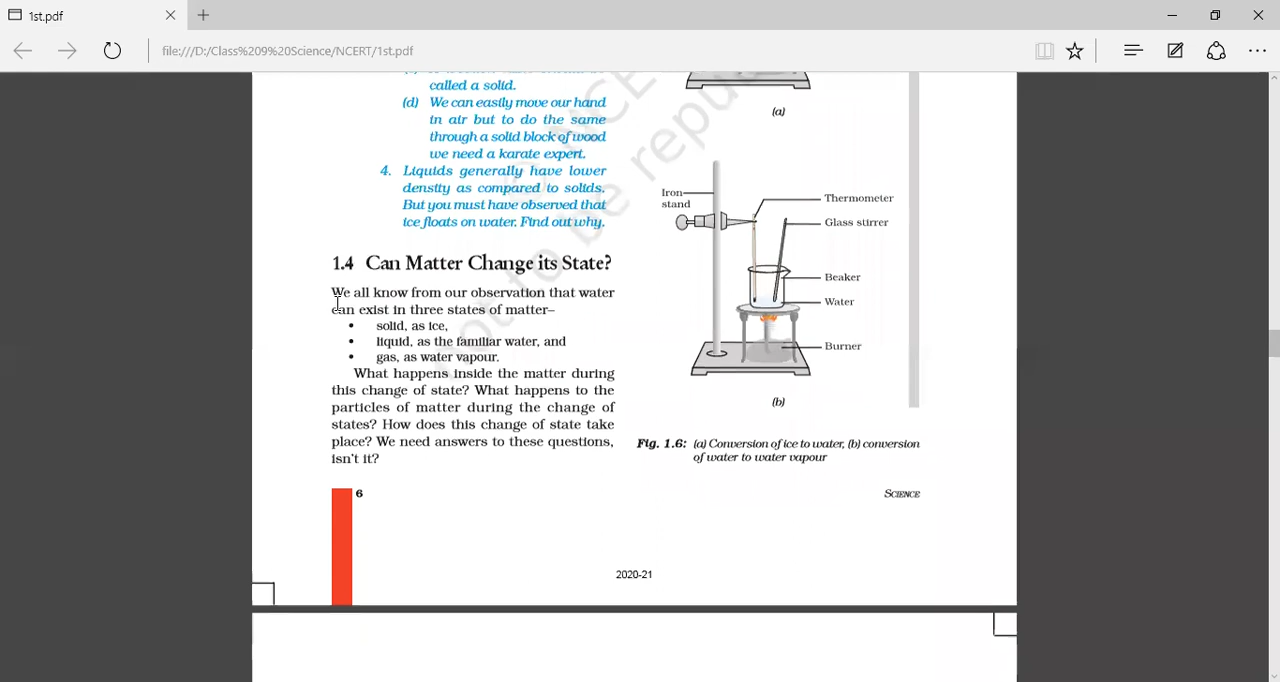 1st.pdf
file:///D:/Class%209%20Science/NCERT/1st.pdf
called a solid.
(d) We can easily move our hand
in air but to do the same
through a solid block of wood
we need a karate expert.
4. Liquids generally have lower
density as compared to solids.
But you must have observed that
ice floats on water. Find out why.
1.4 Can Matter Change its State?
We all know from our observation that water
can exist in three states of matter–
• solid, as ice,
• liquid, as the familiar water, and
• gas, as water vapour.
What happens inside the matter during
this change of state? What happens to the
particles of matter during the change of
states? How does this change of state take
place? We need answers to these questions,
isn't it?
6
(a)
Iron
stand
Thermometer
Glass stirrer
Beaker
Water
Burner
(b)
Fig. 1.6: (a) Conversion of ice to water, (b) conversion
of water to water vapour
SCIENCE
2020-21
not to be repu